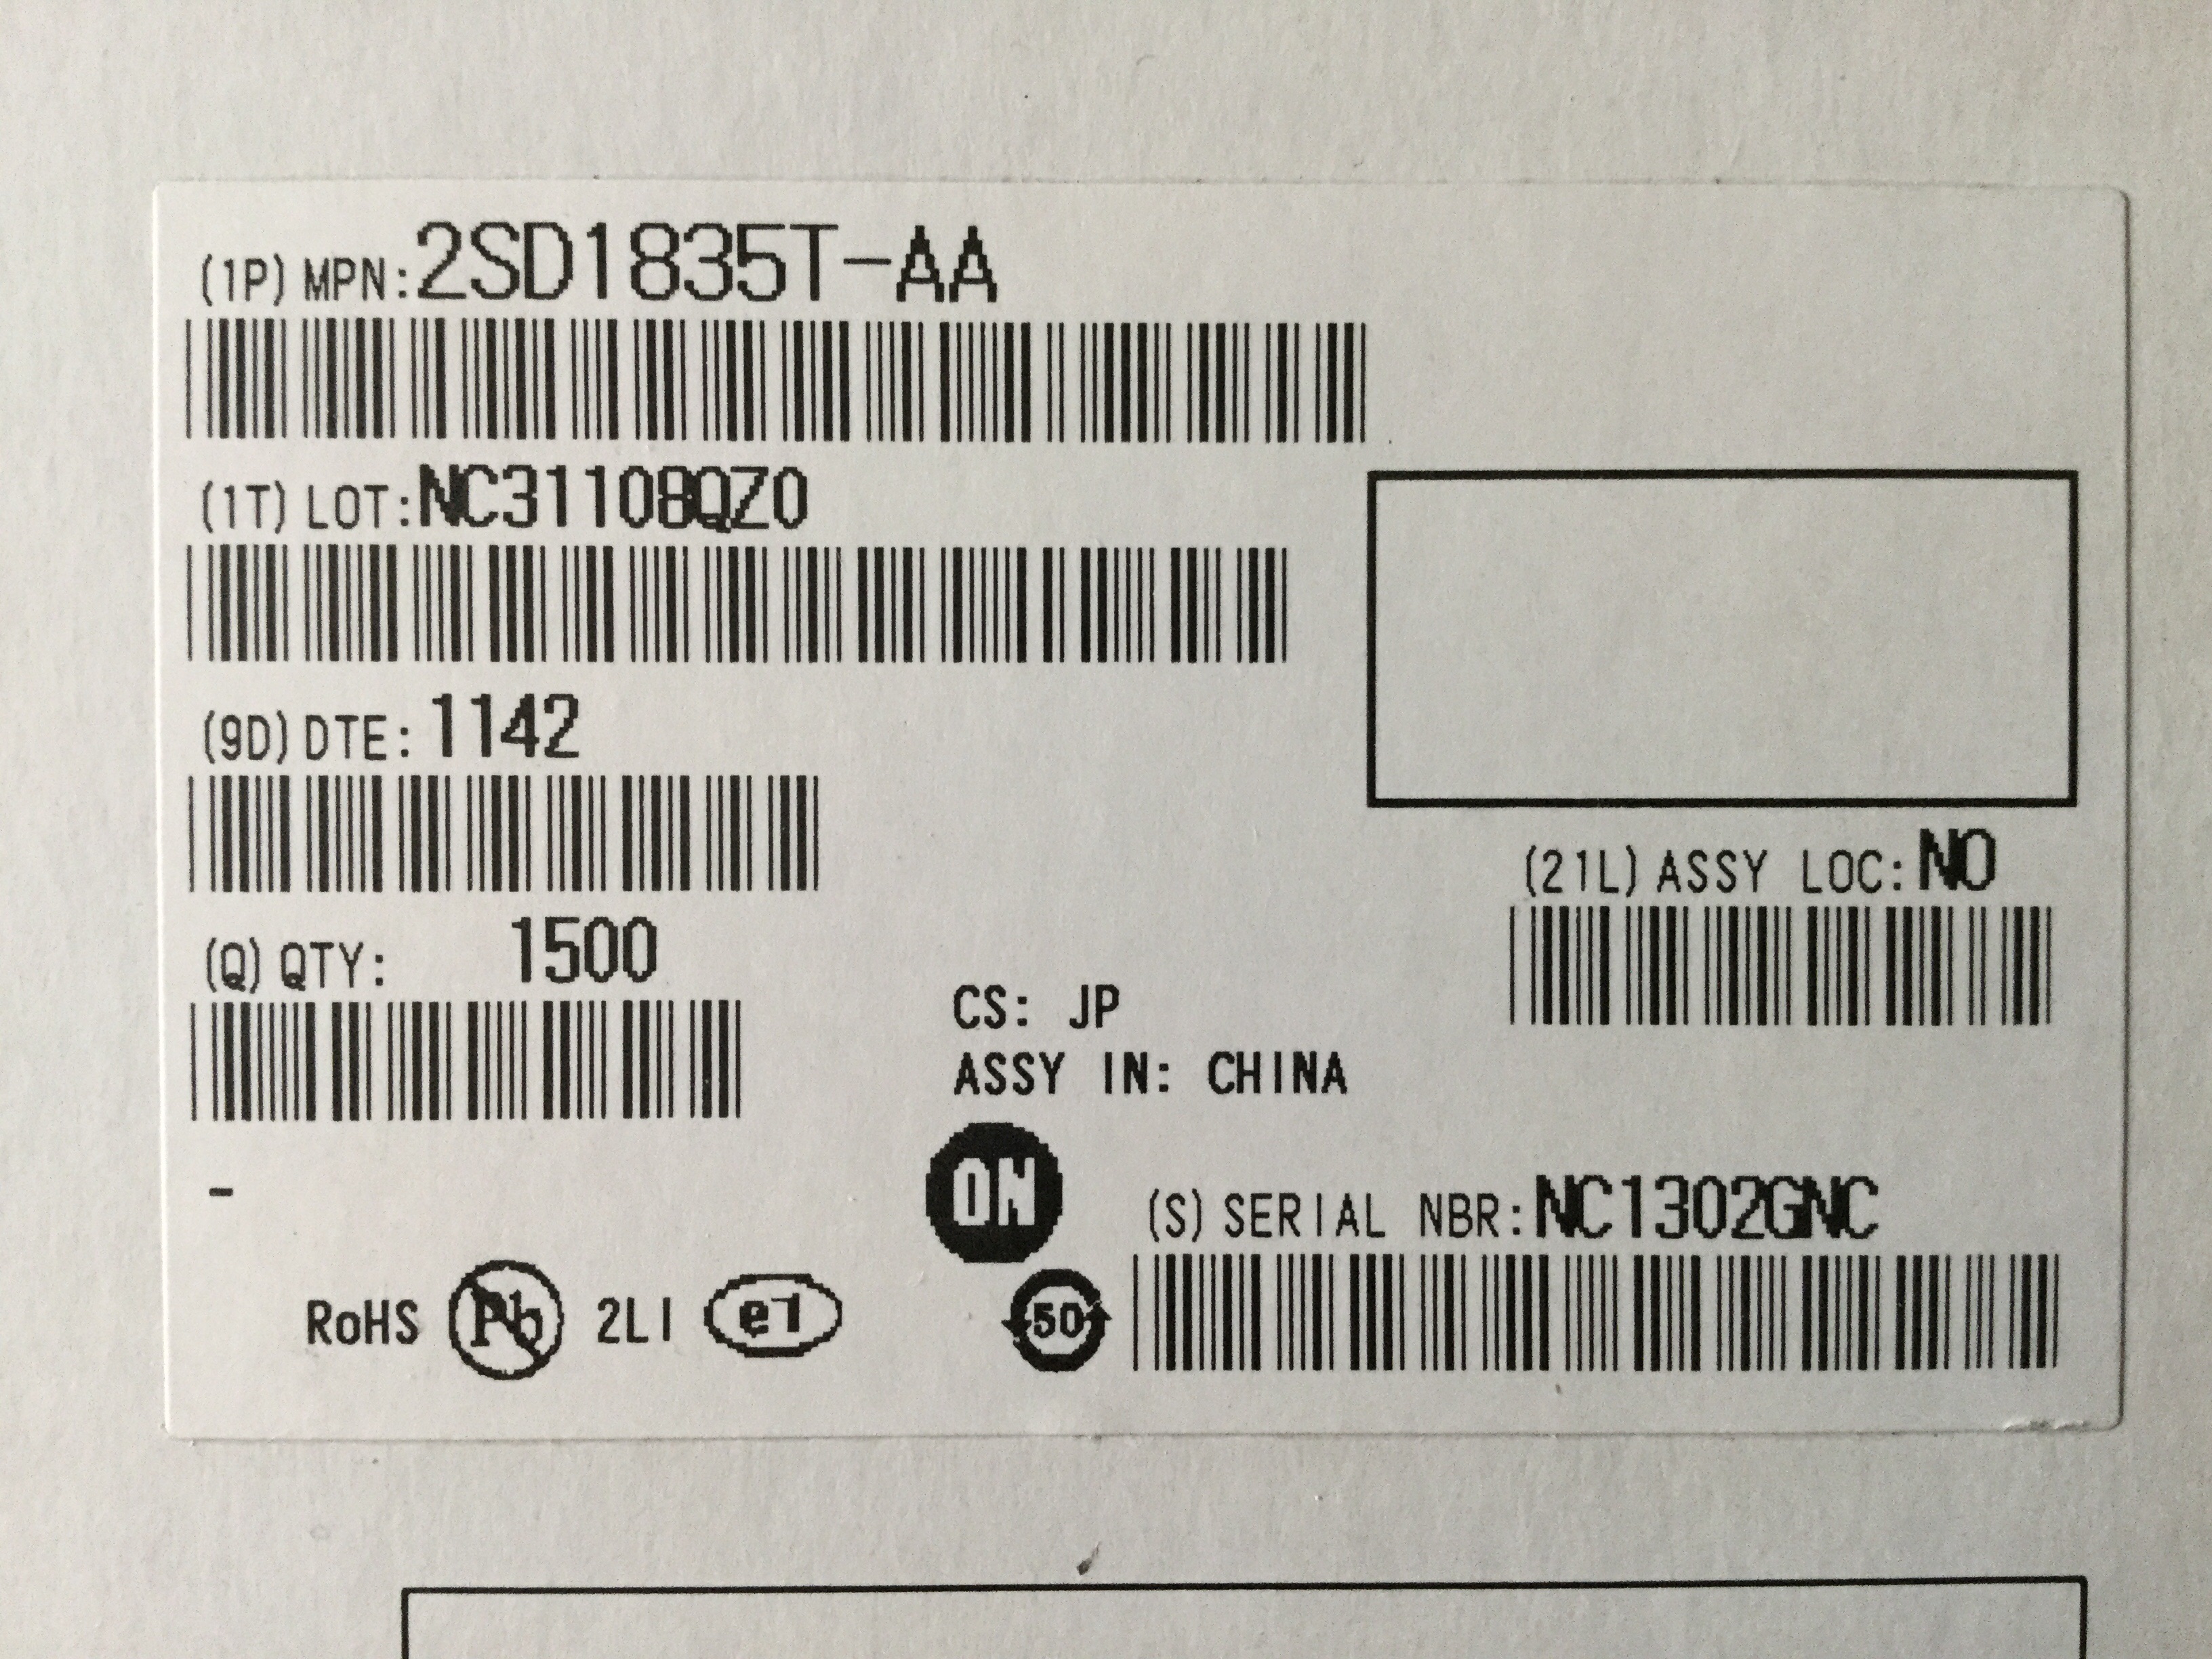 (1P) MPN:2SD1835T-AA
(1T) LOT:NC31108QZ0
(9D) DTE: 1142
(21L) ASSY LOC:NO
(Q) QTY: 1500
CS: JP
ASSY IN: CHINA
-
ON
(S) SERIAL NBR:NC1302GNC
RoHS Pb 2LI e1 50